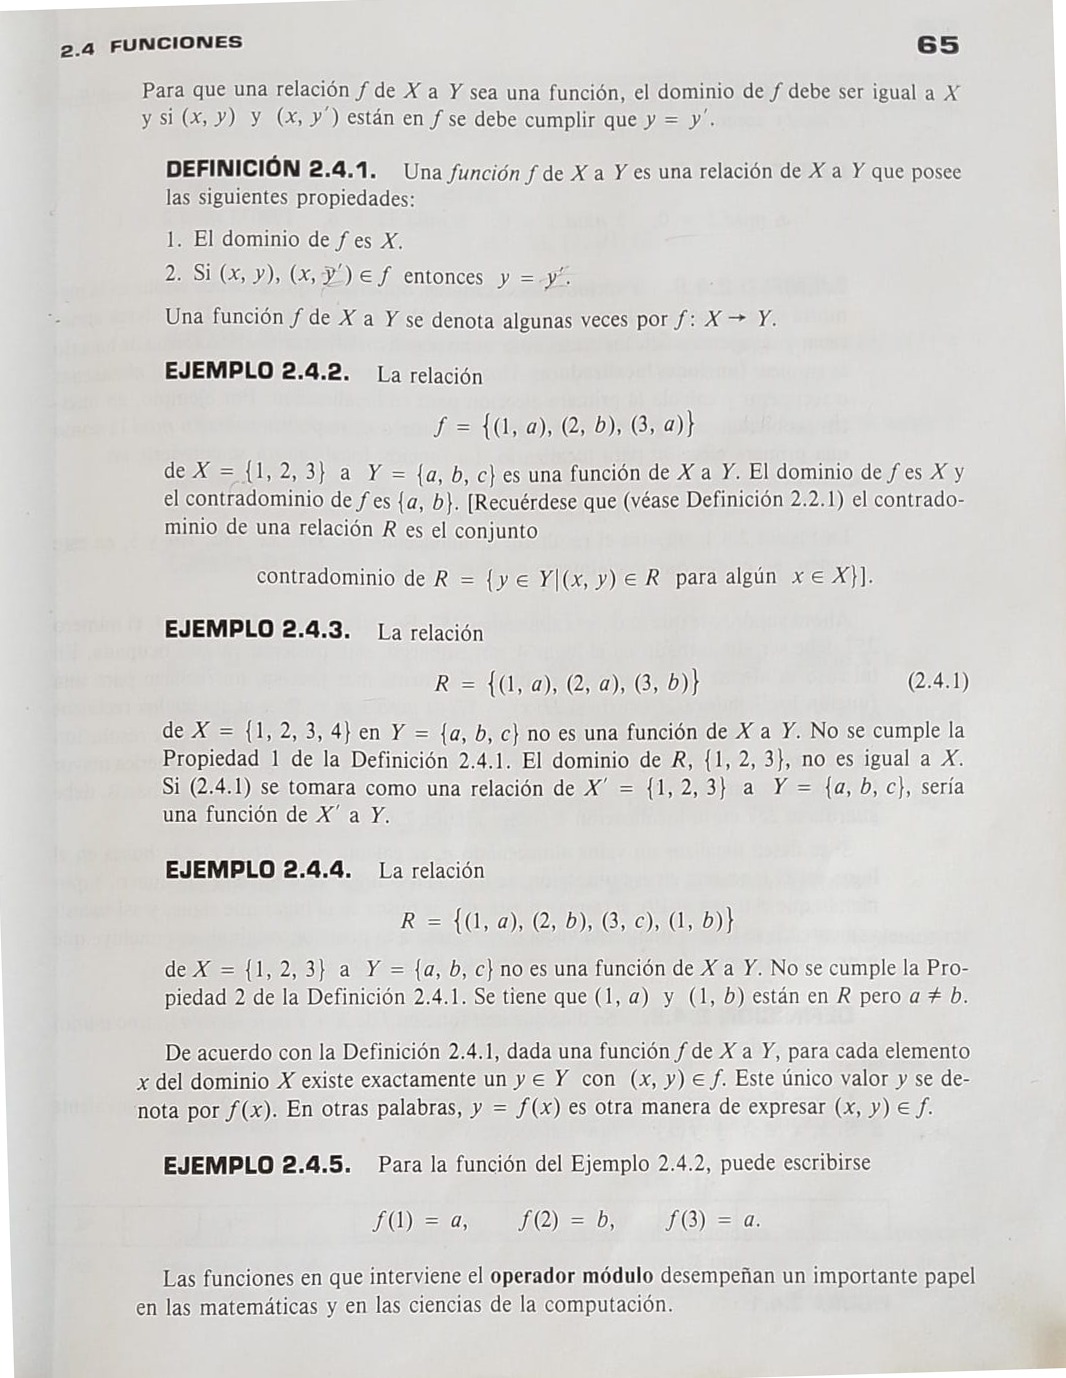 2.4 FUNCIONES 65
Para que una relación f de X a Y sea una función, el dominio de f debe ser igual a X
y si (x, y) y (x, y′) están en f se debe cumplir que y = y′.
DEFINICIÓN 2.4.1. Una función f de X a Y es una relación de X a Y que posee
las siguientes propiedades:
1. El dominio de f es X.
2. Si (x, y), (x, y′) ∈ f entonces y = y′.
Una función f de X a Y se denota algunas veces por f: X → Y.
EJEMPLO 2.4.2. La relación
f = {(1, a), (2, b), (3, a)}
de X = {1, 2, 3} a Y = {a, b, c} es una función de X a Y. El dominio de f es X y
el contradominio de f es {a, b}. [Recuérdese que (véase Definición 2.2.1) el contrado-
minio de una relación R es el conjunto
contradominio de R = {y ∈ Y|(x, y) ∈ R para algún x ∈ X}].
EJEMPLO 2.4.3. La relación
R = {(1, a), (2, a), (3, b)} (2.4.1)
de X = {1, 2, 3, 4} en Y = {a, b, c} no es una función de X a Y. No se cumple la
Propiedad 1 de la Definición 2.4.1. El dominio de R, {1, 2, 3}, no es igual a X.
Si (2.4.1) se tomara como una relación de X′ = {1, 2, 3} a Y = {a, b, c}, sería
una función de X′ a Y.
EJEMPLO 2.4.4. La relación
R = {(1, a), (2, b), (3, c), (1, b)}
de X = {1, 2, 3} a Y = {a, b, c} no es una función de X a Y. No se cumple la Pro-
piedad 2 de la Definición 2.4.1. Se tiene que (1, a) y (1, b) están en R pero a ≠ b.
De acuerdo con la Definición 2.4.1, dada una función f de X a Y, para cada elemento
x del dominio X existe exactamente un y ∈ Y con (x, y) ∈ f. Este único valor y se de-
nota por f(x). En otras palabras, y = f(x) es otra manera de expresar (x, y) ∈ f.
EJEMPLO 2.4.5. Para la función del Ejemplo 2.4.2, puede escribirse
f(1) = a, f(2) = b, f(3) = a.
Las funciones en que interviene el operador módulo desempeñan un importante papel
en las matemáticas y en las ciencias de la computación.